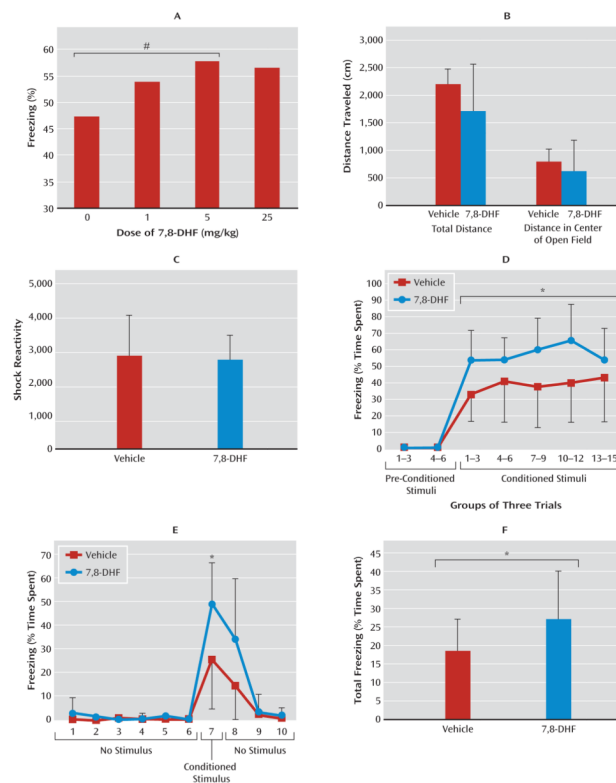 A
Freezing (%)
60
55
50
45
40
35
30
#
0 1 5 25
Dose of 7,8-DHF (mg/kg)
B
Distance Traveled (cm)
3,000
2,500
2,000
1,500
1,000
500
0
Vehicle 7,8-DHF Vehicle 7,8-DHF
Total Distance
Distance in Center
of Open Field
C
Shock Reactivity
5,000
4,000
3,000
2,000
1,000
0
Vehicle 7,8-DHF
D
Freezing (% Time Spent)
100
90
80
70
60
50
40
30
20
10
0
Vehicle
7,8-DHF
*
1–3 4–6 1–3 4–6 7–9 10–12 13–15
Pre-Conditioned
Stimuli
Conditioned Stimuli
Groups of Three Trials
E
Freezing (% Time Spent)
70
60
50
40
30
20
10
0
Vehicle
7,8-DHF
*
1 2 3 4 5 6 7 8 9 10
No Stimulus No Stimulus
Conditioned
Stimulus
F
Total Freezing (% Time Spent)
45
40
35
30
25
20
15
10
5
0
*
Vehicle 7,8-DHF